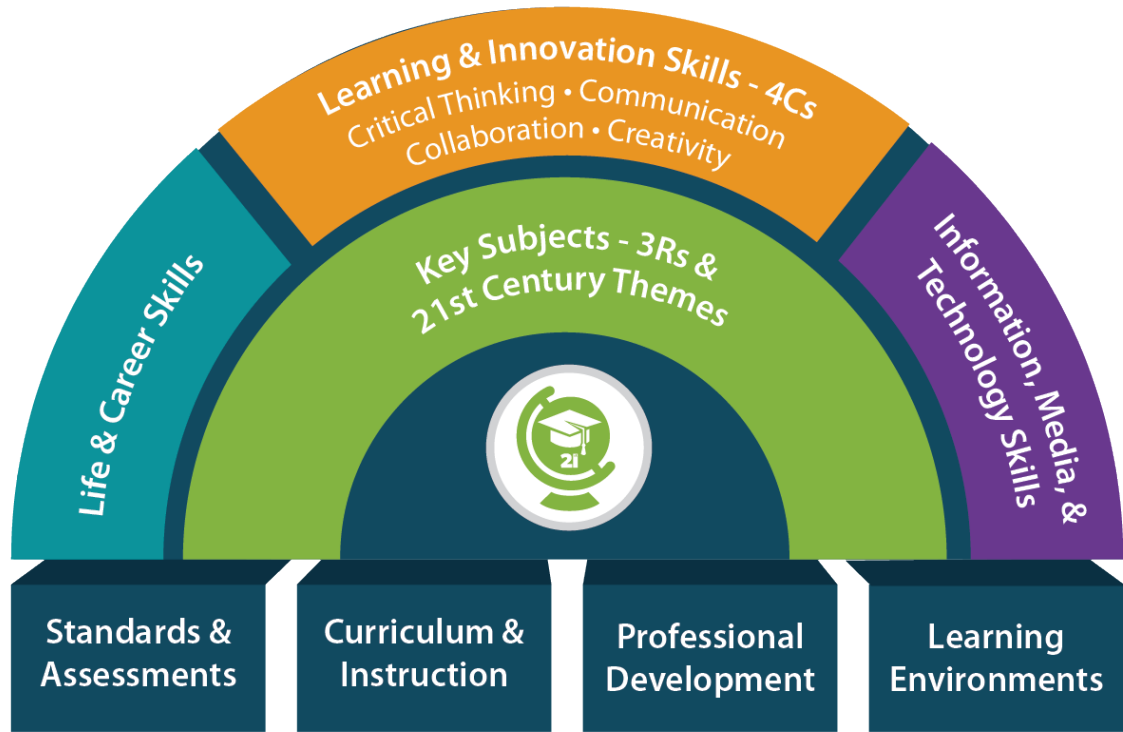 Learning & Innovation Skills - 4Cs
Critical Thinking • Communication
Collaboration • Creativity
Life & Career Skills
Key Subjects - 3Rs &
21st Century Themes
Information, Media, &
Technology Skills
2i
Standards &
Assessments
Curriculum &
Instruction
Professional
Development
Learning
Environments